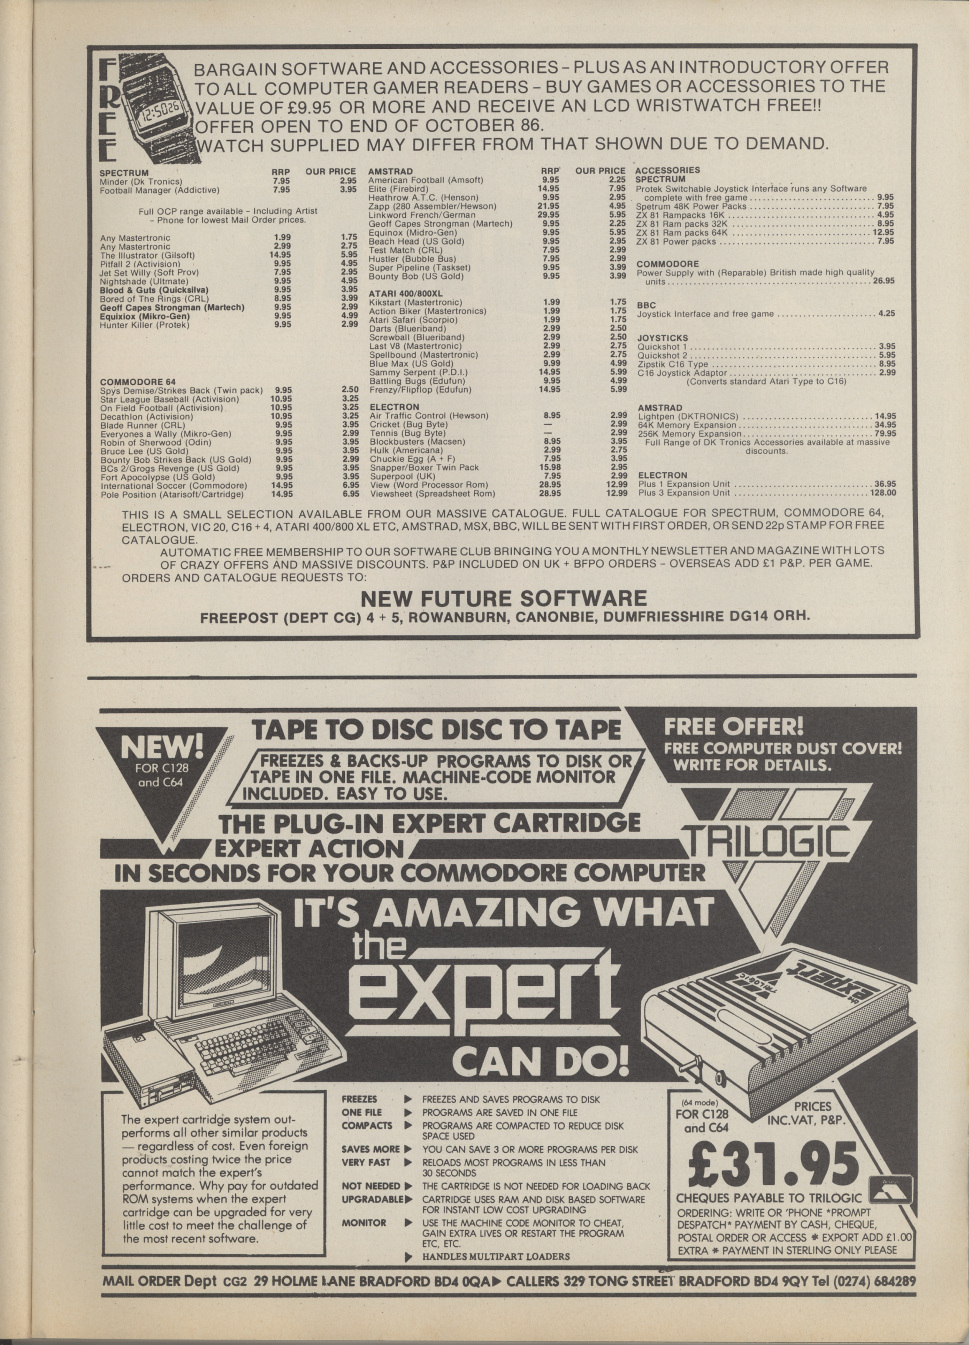 FREE
12:5026
BARGAIN SOFTWARE AND ACCESSORIES – PLUS AS AN INTRODUCTORY OFFER
TO ALL COMPUTER GAMER READERS – BUY GAMES OR ACCESSORIES TO THE
VALUE OF £9.95 OR MORE AND RECEIVE AN LCD WRISTWATCH FREE!!
OFFER OPEN TO END OF OCTOBER 86.
WATCH SUPPLIED MAY DIFFER FROM THAT SHOWN DUE TO DEMAND.
SPECTRUM RRP OUR PRICE
Minder (Dk Tronics) 7.95 2.95
Football Manager (Addictive) 7.95 3.95
Full OCP range available – Including Artist
– Phone for lowest Mail Order prices.
Any Mastertronic 1.99 1.75
Any Mastertronic 2.99 2.75
The Illustrator (Gilsoft) 14.95 5.95
Pitfall 2 (Activision) 9.95 4.95
Jet Set Willy (Soft Prov) 7.95 2.95
Nightshade (Ultmate) 9.95 4.95
Blood & Guts (Quicksilva) 9.95 3.95
Bored of The Rings (CRL) 8.95 3.99
Geoff Capes Strongman (Martech) 9.95 2.99
Equixiox (Mikro-Gen) 9.95 4.99
Hunter Killer (Protek) 9.95 2.99
COMMODORE 64
Spys Demise/Strikes Back (Twin pack) 9.95 2.50
Star League Baseball (Activision) 10.95 3.25
On Field Football (Activision) 10.95 3.25
Decathlon (Activision) 10.95 3.25
Blade Runner (CRL) 9.95 3.95
Everyones a Wally (Mikro-Gen) 9.95 2.99
Robin of Sherwood (Odin) 9.95 3.95
Bruce Lee (US Gold) 9.95 3.95
Bounty Bob Strikes Back (US Gold) 9.95 2.99
BCs 2/Grogs Revenge (US Gold) 9.95 3.95
Fort Apocolypse (US Gold) 9.95 3.95
International Soccer (Commodore) 14.95 6.95
Pole Position (Atarisoft/Cartridge) 14.95 6.95
AMSTRAD RRP OUR PRICE
American Football (Amsoft) 9.95 2.25
Elite (Firebird) 14.95 7.95
Heathrow A.T.C. (Henson) 9.95 2.95
Zapp (280 Assembler/Hewson) 21.95 4.95
Linkword French/German 29.95 5.95
Geoff Capes Strongman (Martech) 9.95 2.25
Equinox (Midro-Gen) 9.95 5.95
Beach Head (US Gold) 9.95 2.95
Test Match (CRL) 7.95 2.99
Hustler (Bubble Bus) 7.95 2.99
Super Pipeline (Taskset) 9.95 3.99
Bounty Bob (US Gold) 9.95 3.99
ATARI 400/800XL
Kikstart (Mastertronic) 1.99 1.75
Action Biker (Mastertronics) 1.99 1.75
Atari Safari (Scorpio) 1.99 1.75
Darts (Blueriband) 2.99 2.50
Screwball (Blueriband) 2.99 2.50
Last V8 (Mastertronic) 2.99 2.75
Spellbound (Mastertronic) 2.99 2.75
Blue Max (US Gold) 9.99 4.99
Sammy Serpent (P.D.I.) 14.95 5.99
Battling Bugs (Edufun) 9.95 4.99
Frenzy/Flipflop (Edufun) 14.95 5.99
ELECTRON
Air Traffic Control (Hewson) 8.95 2.99
Cricket (Bug Byte) — 2.99
Tennis (Bug Byte) — 2.99
Blockbusters (Macsen) 8.95 3.95
Hulk (Americana) 2.99 2.75
Chuckie Egg (A + F) 7.95 3.95
Snapper/Boxer Twin Pack 15.98 2.95
Superpool (UK) 7.95 2.99
View (Word Processor Rom) 28.95 12.99
Viewsheet (Spreadsheet Rom) 28.95 12.99
ACCESSORIES
SPECTRUM
Protek Switchable Joystick Interface runs any Software
complete with free game 9.95
Spetrum 48K Power Packs 7.95
ZX 81 Rampacks 16K 4.95
ZX 81 Ram packs 32K 8.95
ZX 81 Ram packs 64K 12.95
ZX 81 Power packs 7.95
COMMODORE
Power Supply with (Reparable) British made high quality
units 26.95
BBC
Joystick Interface and free game 4.25
JOYSTICKS
Quickshot 1 3.95
Quickshot 2 5.95
Zipstik C16 Type 8.95
C16 Joystick Adaptor 2.99
(Converts standard Atari Type to C16)
AMSTRAD
Lightpen (DKTRONICS) 14.95
64K Memory Expansion 34.95
256K Memory Expansion 79.95
Full Range of DK Tronics Accessories available at massive
discounts.
ELECTRON
Plus 1 Expansion Unit 36.95
Plus 3 Expansion Unit 128.00
THIS IS A SMALL SELECTION AVAILABLE FROM OUR MASSIVE CATALOGUE. FULL CATALOGUE FOR SPECTRUM, COMMODORE 64,
ELECTRON, VIC 20, C16 + 4, ATARI 400/800 XL ETC, AMSTRAD, MSX, BBC, WILL BE SENT WITH FIRST ORDER, OR SEND 22p STAMP FOR FREE
CATALOGUE.
AUTOMATIC FREE MEMBERSHIP TO OUR SOFTWARE CLUB BRINGING YOU A MONTHLY NEWSLETTER AND MAGAZINE WITH LOTS
OF CRAZY OFFERS AND MASSIVE DISCOUNTS. P&P INCLUDED ON UK + BFPO ORDERS – OVERSEAS ADD £1 P&P. PER GAME.
ORDERS AND CATALOGUE REQUESTS TO:
NEW FUTURE SOFTWARE
FREEPOST (DEPT CG) 4 + 5, ROWANBURN, CANONBIE, DUMFRIESSHIRE DG14 ORH.
NEW!
FOR C128
and C64
TAPE TO DISC DISC TO TAPE
FREEZES & BACKS-UP PROGRAMS TO DISK OR
TAPE IN ONE FILE. MACHINE-CODE MONITOR
INCLUDED. EASY TO USE.
THE PLUG-IN EXPERT CARTRIDGE
EXPERT ACTION
IN SECONDS FOR YOUR COMMODORE COMPUTER
FREE OFFER!
FREE COMPUTER DUST COVER!
WRITE FOR DETAILS.
TRILOGIC
IT'S AMAZING WHAT
the
expert
CAN DO!
the EXPERT
TRILOGIC
The expert cartridge system out-
performs all other similar products
— regardless of cost. Even foreign
products costing twice the price
cannot match the expert's
performance. Why pay for outdated
ROM systems when the expert
cartridge can be upgraded for very
little cost to meet the challenge of
the most recent software.
FREEZES ▶ FREEZES AND SAVES PROGRAMS TO DISK
ONE FILE ▶ PROGRAMS ARE SAVED IN ONE FILE
COMPACTS ▶ PROGRAMS ARE COMPACTED TO REDUCE DISK
SPACE USED
SAVES MORE ▶ YOU CAN SAVE 3 OR MORE PROGRAMS PER DISK
VERY FAST ▶ RELOADS MOST PROGRAMS IN LESS THAN
30 SECONDS
NOT NEEDED ▶ THE CARTRIDGE IS NOT NEEDED FOR LOADING BACK
UPGRADABLE ▶ CARTRIDGE USES RAM AND DISK BASED SOFTWARE
FOR INSTANT LOW COST UPGRADING
MONITOR ▶ USE THE MACHINE CODE MONITOR TO CHEAT,
GAIN EXTRA LIVES OR RESTART THE PROGRAM
ETC, ETC.
▶ HANDLES MULTIPART LOADERS
(64 mode)
FOR C128
and C64
PRICES
INC.VAT, P&P.
£31.95
CHEQUES PAYABLE TO TRILOGIC
ORDERING: WRITE OR 'PHONE *PROMPT
DESPATCH* PAYMENT BY CASH, CHEQUE,
POSTAL ORDER OR ACCESS * EXPORT ADD £1.00
EXTRA * PAYMENT IN STERLING ONLY PLEASE
MAIL ORDER Dept CG2 29 HOLME LANE BRADFORD BD4 0QA▶ CALLERS 329 TONG STREET BRADFORD BD4 9QY Tel (0274) 684289